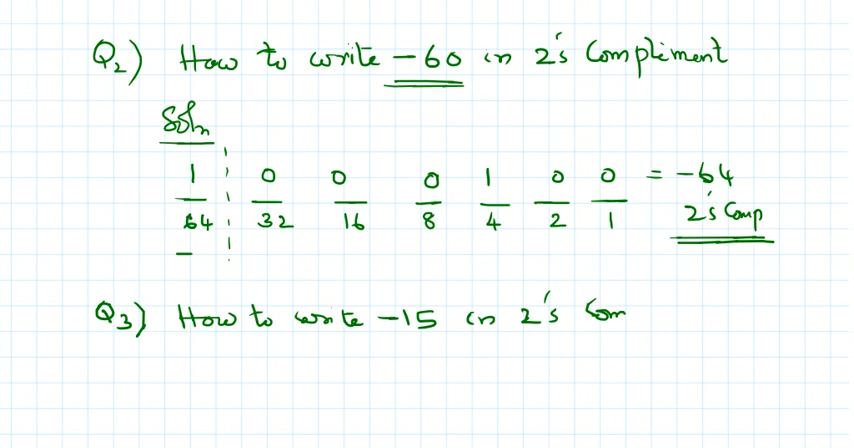 Q2) How to write -60 in 2's Compliment
Soln
1 0 0 0 1 0 0 = -64
64 32 16 8 4 2 1 2's Comp
Q3) How to write -15 in 2's Com